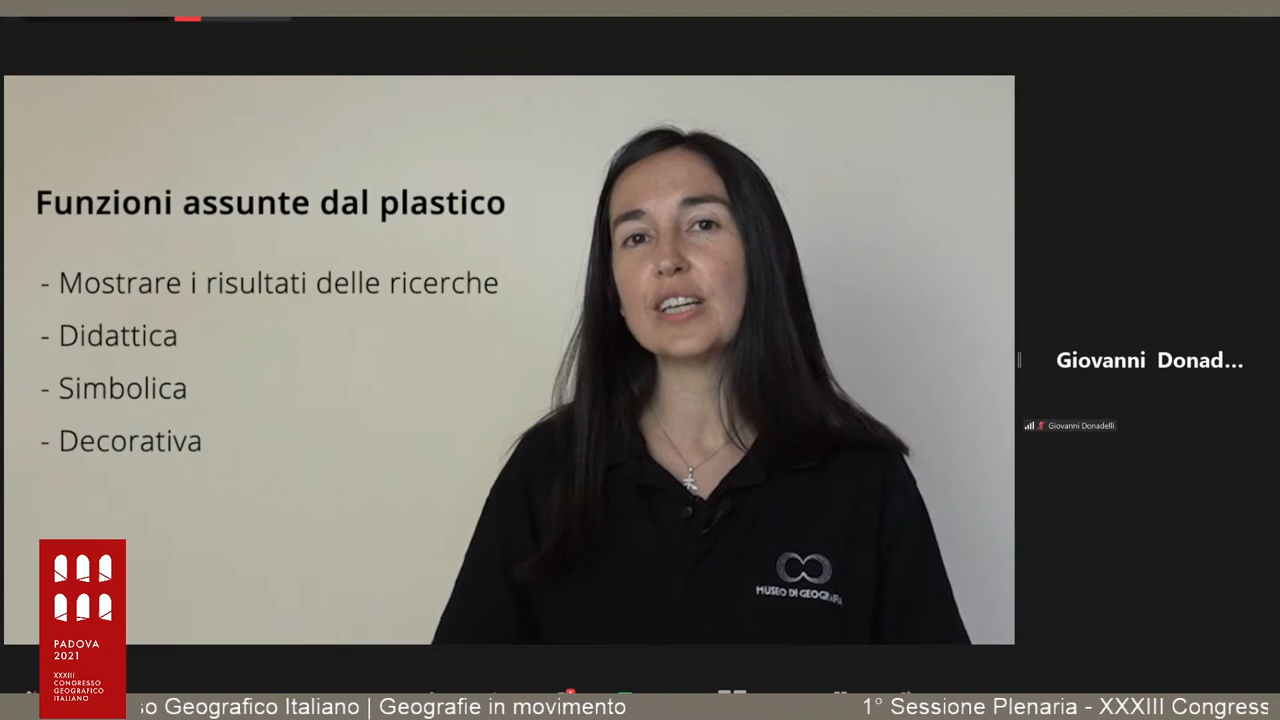 Funzioni assunte dal plastico
- Mostrare i risultati delle ricerche
- Didattica
- Simbolica
- Decorativa
Giovanni Donad...
Giovanni Donadelli
MUSEO DI GEOGRAFIA
PADOVA
2021
XXXIII
CONGRESSO
GEOGRAFICO
ITALIANO
so Geografico Italiano | Geografie in movimento
1° Sessione Plenaria - XXXIII Congress